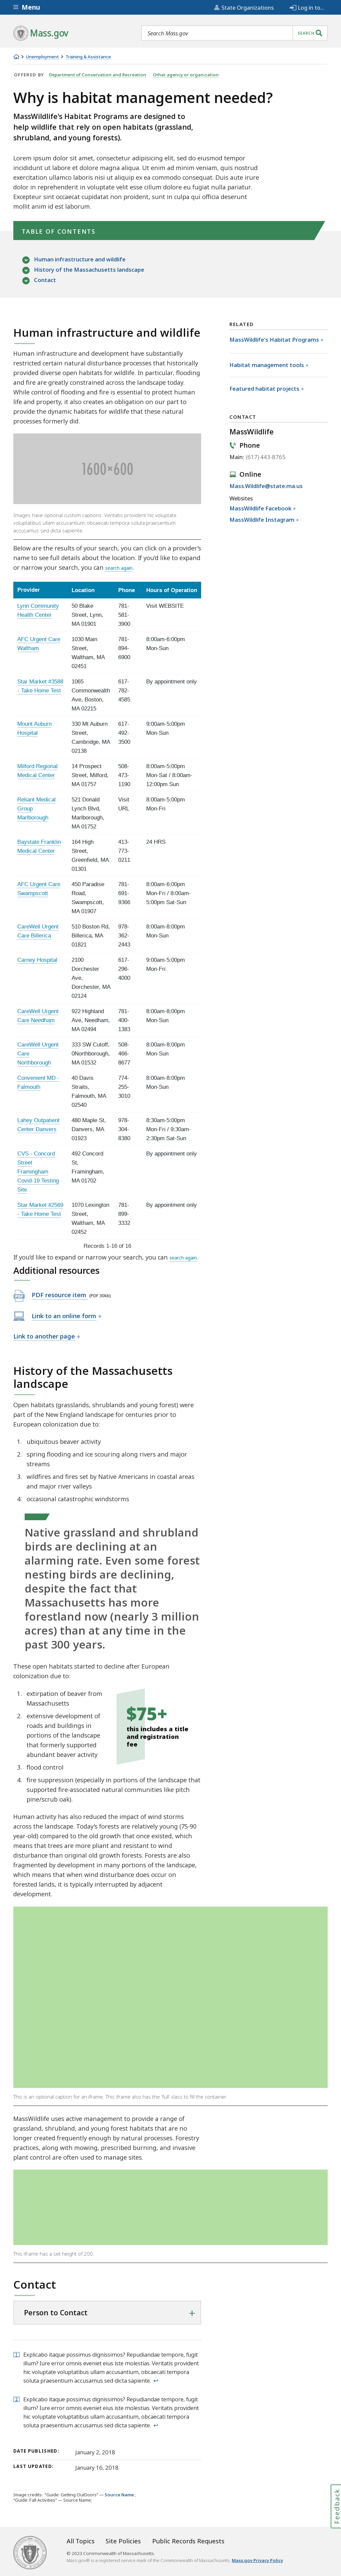 Menu
State Organizations
Log in to...
Mass.gov
Search Mass.gov
SEARCH
Unemployment > Training & Assistance
OFFERED BY Department of Conservation and Recreation | Other agency or organization
Why is habitat management needed?
MassWildlife's Habitat Programs are designed to
help wildlife that rely on open habitats (grassland,
shrubland, and young forests).
Lorem ipsum dolor sit amet, consectetur adipisicing elit, sed do eiusmod tempor
incididunt ut labore et dolore magna aliqua. Ut enim ad minim veniam, quis nostrud
exercitation ullamco laboris nisi ut aliquip ex ea commodo consequat. Duis aute irure
dolor in reprehenderit in voluptate velit esse cillum dolore eu fugiat nulla pariatur.
Excepteur sint occaecat cupidatat non proident, sunt in culpa qui officia deserunt
mollit anim id est laborum.
TABLE OF CONTENTS
Human infrastructure and wildlife
History of the Massachusetts landscape
Contact
Human infrastructure and wildlife
Human infrastructure and development have substantially
restricted certain natural disturbance processes that historically
would have created open habitats. For example, in particular, flooding
and fire are greatly constrained across the landscape. While
limiting flood and fire extent is essential to protect human life and
property, it also creates an obligation on our part to provide
habitats for declining wildlife that more natural processes
formerly did.
1600×600
Images have optional custom captions. Veritatis provident hic voluptate
voluptatibus ullam accusantium, obcaecati tempora soluta praesentium
accusamus sed dicta sapiente.
Below are the results of your search, you can click on a provider's
name to see full details about the location. If you'd like to expand
or narrow your search, you can search again.
Provider Location Phone Hours of Operation
Lynn Community Health Center 50 Blake Street, Lynn, MA 01901 781-581-3900 Visit WEBSITE
AFC Urgent Care Waltham 1030 Main Street, Waltham, MA 02451 781-894-6900 8:00am-6:00pm Mon-Sun
Star Market #3588 - Take Home Test 1065 Commonwealth Ave, Boston, MA 02215 617-782-4585 By appointment only
Mount Auburn Hospital 330 Mt Auburn Street, Cambridge, MA 02138 617-492-3500 9:00am-5:00pm Mon-Sun
Milford Regional Medical Center 14 Prospect Street, Milford, MA 01757 508-473-1190 8:00am-5:00pm Mon-Sat / 8:00am-12:00pm Sun
Reliant Medical Group Marlborough 521 Donald Lynch Blvd, Marlborough, MA 01752 Visit URL 8:00am-5:00pm Mon-Fri
Baystate Franklin Medical Center 164 High Street, Greenfield, MA 01301 413-773-0211 24 HRS
AFC Urgent Care Swampscott 450 Paradise Road, Swampscott, MA 01907 781-691-9366 8:00am-6:00pm Mon-Fri / 8:00am-5:00pm Sat-Sun
CareWell Urgent Care Billerica 510 Boston Rd, Billerica, MA 01821 978-362-2443 8:00am-8:00pm Mon-Sun
Carney Hospital 2100 Dorchester Ave, Dorchester, MA 02124 617-296-4000 9:00am-5:00pm Mon-Fri
CareWell Urgent Care Needham 922 Highland Ave, Needham, MA 02494 781-400-1383 8:00am-8:00pm Mon-Sun
CareWell Urgent Care Northborough 333 SW Cutoff, 0Northborough, MA 01532 508-466-8677 8:00am-8:00pm Mon-Sun
Convenient MD - Falmouth 40 Davis Straits, Falmouth, MA 02540 774-255-3010 8:00am-8:00pm Mon-Sun
Lahey Outpatient Center Danvers 480 Maple St, Danvers, MA 01923 978-304-8380 8:30am-5:00pm Mon-Fri / 9:30am-2:30pm Sat-Sun
CVS - Concord Street Framingham Covid-19 Testing Site 492 Concord St, Framingham, MA 01702 By appointment only
Star Market #2569 - Take Home Test 1070 Lexington Street, Waltham, MA 02452 781-899-3332 By appointment only
Records 1-16 of 16
If you'd like to expand or narrow your search, you can search again.
Additional resources
PDF resource item (PDF 30kb)
Link to an online form
Link to another page
History of the Massachusetts
landscape
Open habitats (grasslands, shrublands, and young forest) were
part of the New England landscape for centuries prior to
European colonization due to:
1. ubiquitous beaver activity
2. spring flooding and ice scouring along rivers and major
streams
3. wildfires and fires set by Native Americans in coastal areas
and major river valleys
4. occasional catastrophic windstorms
Native grassland and shrubland
birds are declining at an
alarming rate. Even some forest
nesting birds are declining,
despite the fact that
Massachusetts has more
forestland now (nearly 3 million
acres) than at any time in the
past 300 years.
These open habitats started to decline after European
colonization due to:
1. extirpation of beaver from
Massachusetts
2. extensive development of
roads and buildings in
portions of the landscape
that formerly supported
abundant beaver activity
3. flood control
4. fire suppression (especially in portions of the landscape that
support fire-associated natural communities like pitch
pine/scrub oak).
$75+
this includes a title
and registration
fee
Human activity has also reduced the impact of wind storms
across the landscape. Today's forests are relatively young (75-90
year-old) compared to the old growth that once existed, which
means that trees are more pliant and resistant to wind
disturbance than brittle, old growth trees. Forests are also
fragmented by development in many portions of the landscape,
which means that when wind disturbance does occur on
forested lands, it is typically interrupted by adjacent
development.
This is an optional caption for an iframe. This iframe also has the 'full' class to fill the container.
MassWildlife uses active management to provide a range of
grassland, shrubland, and young forest habitats that are no
longer created frequently enough by natural processes. Forestry
practices, along with mowing, prescribed burning, and invasive
plant control are often used to manage sites.
This iframe has a set height of 200.
Contact
Person to Contact
1 Explicabo itaque possimus dignissimos? Repudiandae tempore, fugit
illum? Iure error omnis eveniet eius iste molestias. Veritatis provident
hic voluptate voluptatibus ullam accusantium, obcaecati tempora
soluta praesentium accusamus sed dicta sapiente. ↩
2 Explicabo itaque possimus dignissimos? Repudiandae tempore, fugit
illum? Iure error omnis eveniet eius iste molestias. Veritatis provident
hic voluptate voluptatibus ullam accusantium, obcaecati tempora
soluta praesentium accusamus sed dicta sapiente. ↩
DATE PUBLISHED: January 2, 2018
LAST UPDATED: January 16, 2018
Image credits: "Guide: Getting OutDoors" — Source Name;
"Guide: Fall Activities" — Source Name;
RELATED
MassWildlife's Habitat Programs
Habitat management tools
Featured habitat projects
CONTACT
MassWildlife
Phone
Main: (617) 443-8765
Online
Mass.Wildlife@state.ma.us
Websites
MassWildlife Facebook
MassWildlife Instagram
Feedback
All Topics
Site Policies
Public Records Requests
© 2023 Commonwealth of Massachusetts.
Mass.gov® is a registered service mark of the Commonwealth of Massachusetts. Mass.gov Privacy Policy